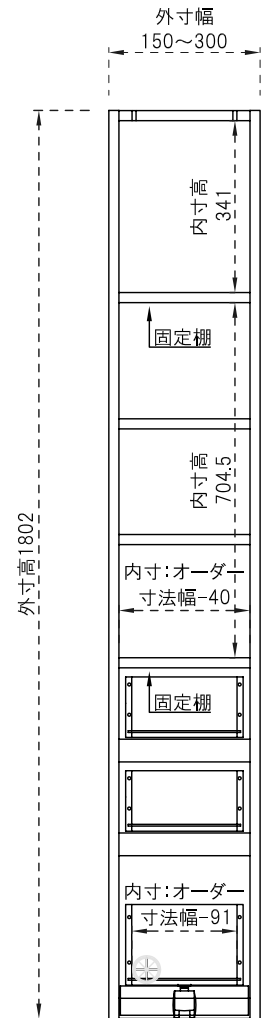 外寸幅
150～300
内寸高
341
固定棚
内寸高
704.5
外寸高1802
内寸：オーダー
寸法幅-40
固定棚
内寸：オーダー
寸法幅-91